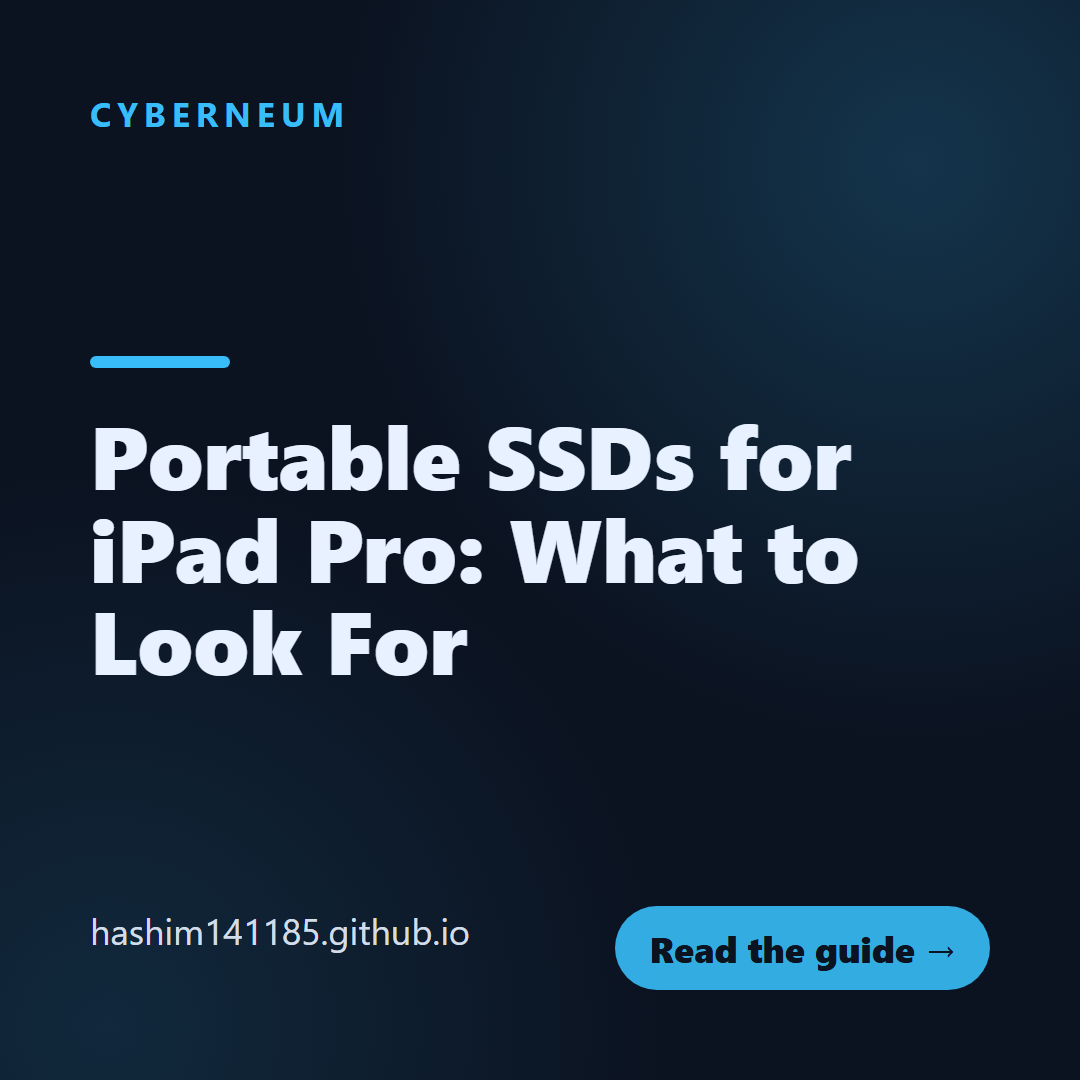 CYBERNEUM
Portable SSDs for
iPad Pro: What to
Look For
hashim141185.github.io
Read the guide →